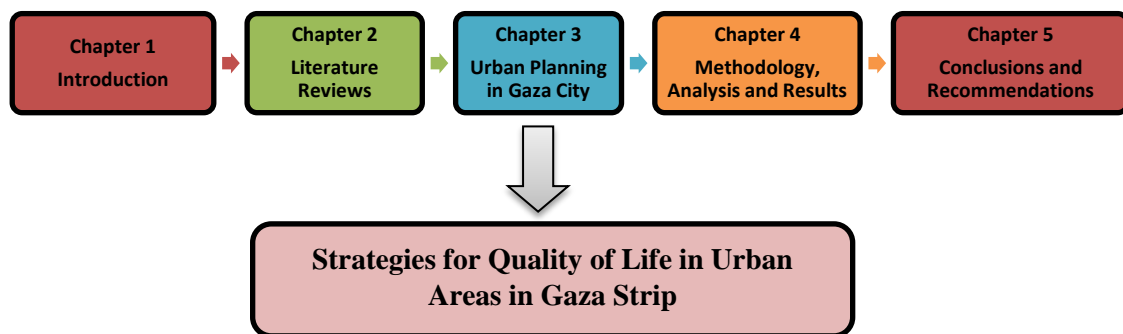 Chapter 1
Introduction
Chapter 2
Literature
Reviews
Chapter 3
Urban Planning
in Gaza City
Chapter 4
Methodology,
Analysis and Results
Chapter 5
Conclusions and
Recommendations
Strategies for Quality of Life in Urban
Areas in Gaza Strip